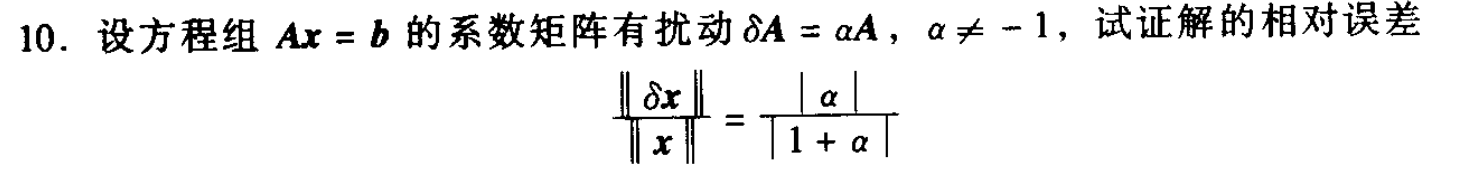 10. 设方程组 Ax = b 的系数矩阵有扰动 δA = αA, α ≠ -1, 试证解的相对误差
‖δx‖ / ‖x‖ = |α| / |1 + α|